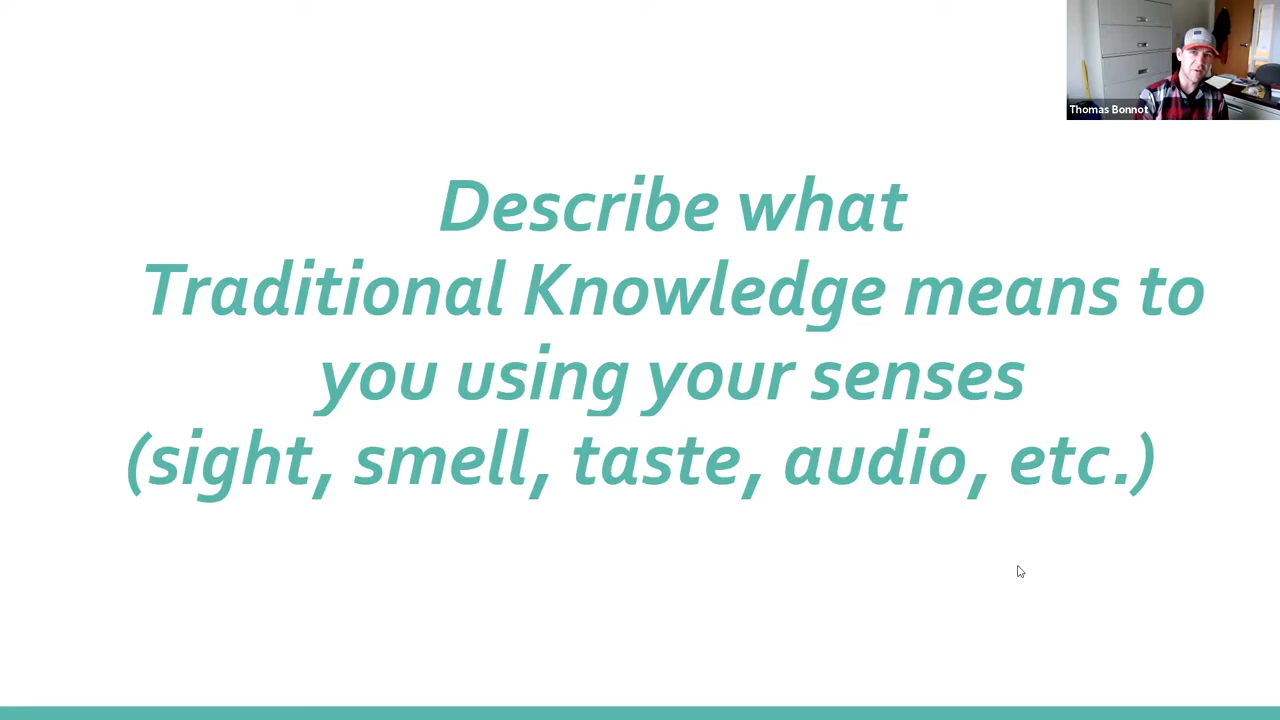 Thomas Bonnot
Describe what
Traditional Knowledge means to
you using your senses
(sight, smell, taste, audio, etc.)